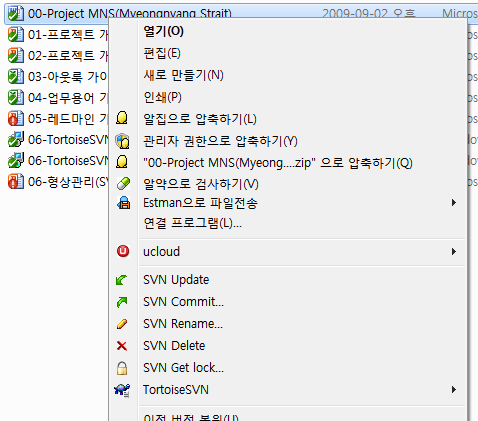 00-Project MNS(Myeongnyang Strait) 2009-09-02 오후 Micros
01-프로젝트 가
02-프로젝트 가
03-아웃룩 가이
04-업무용어 기
05-레드마인 기
06-TortoiseSVN
06-TortoiseSVN
06-형상관리(SV
열기(O)
편집(E)
새로 만들기(N)
인쇄(P)
알집으로 압축하기(L)
관리자 권한으로 압축하기(Y)
"00-Project MNS(Myeong....zip" 으로 압축하기(Q)
알약으로 검사하기(V)
Estman으로 파일전송
연결 프로그램(L)...
ucloud
SVN Update
SVN Commit...
SVN Rename...
SVN Delete
SVN Get lock...
TortoiseSVN
이전 버전 복원(U)